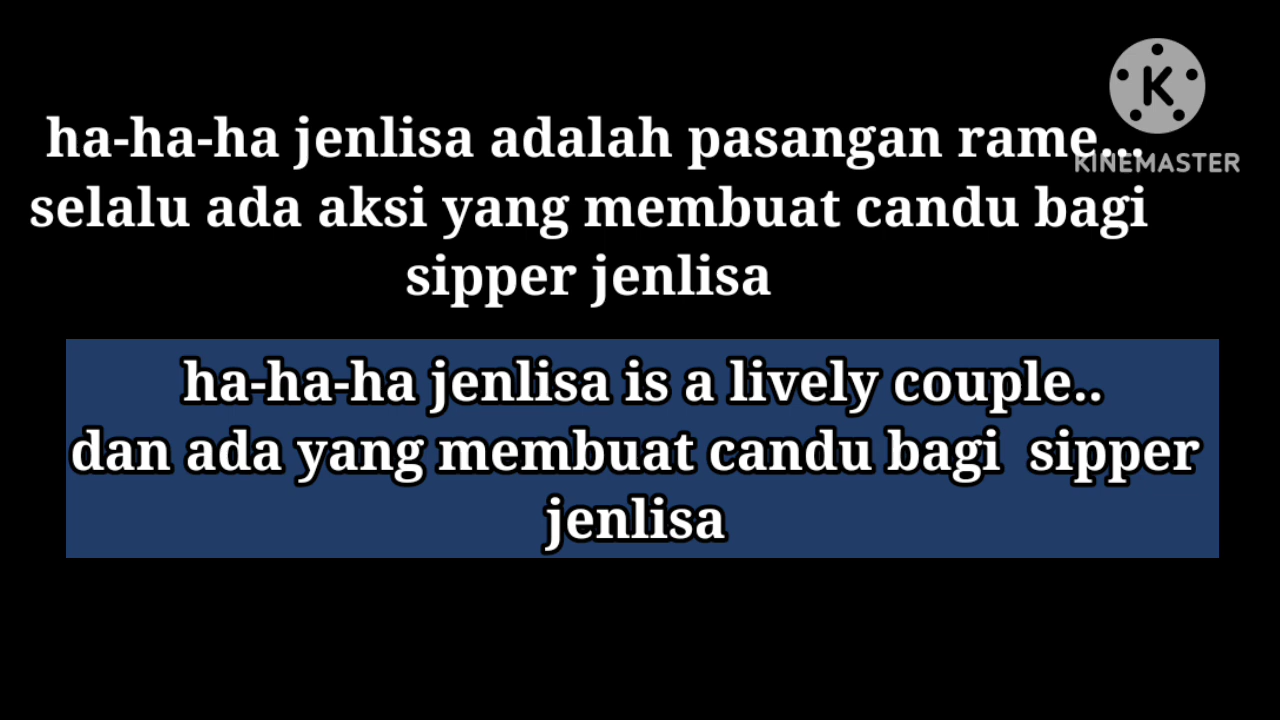 ha-ha-ha jenlisa adalah pasangan rame...
selalu ada aksi yang membuat candu bagi
sipper jenlisa
K
KINEMASTER
ha-ha-ha jenlisa is a lively couple..
dan ada yang membuat candu bagi sipper
jenlisa